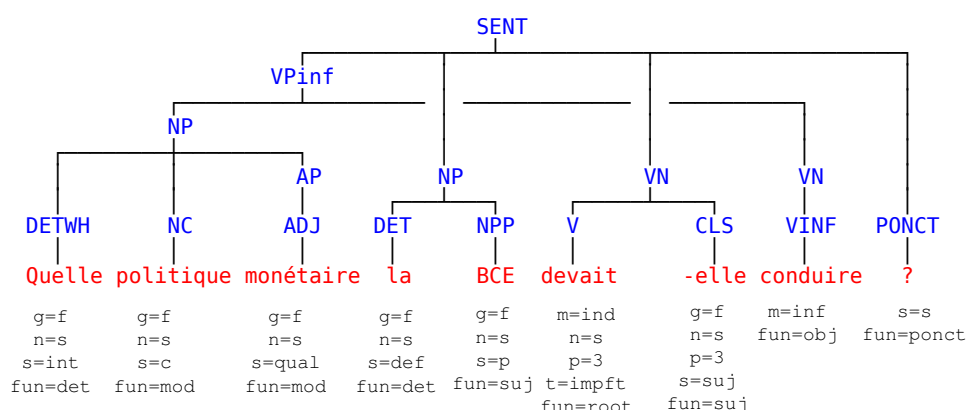 SENT
VPinf
NP
AP NP VN VN
DETWH NC ADJ DET NPP V CLS VINF PONCT
Quelle politique monétaire la BCE devait -elle conduire ?
g=f g=f g=f g=f g=f m=ind g=f m=inf s=s
n=s n=s n=s n=s n=s n=s n=s fun=obj fun=ponct
s=int s=c s=qual s=def s=p p=3 p=3
fun=det fun=mod fun=mod fun=det fun=suj t=impft s=suj
fun=root fun=suj